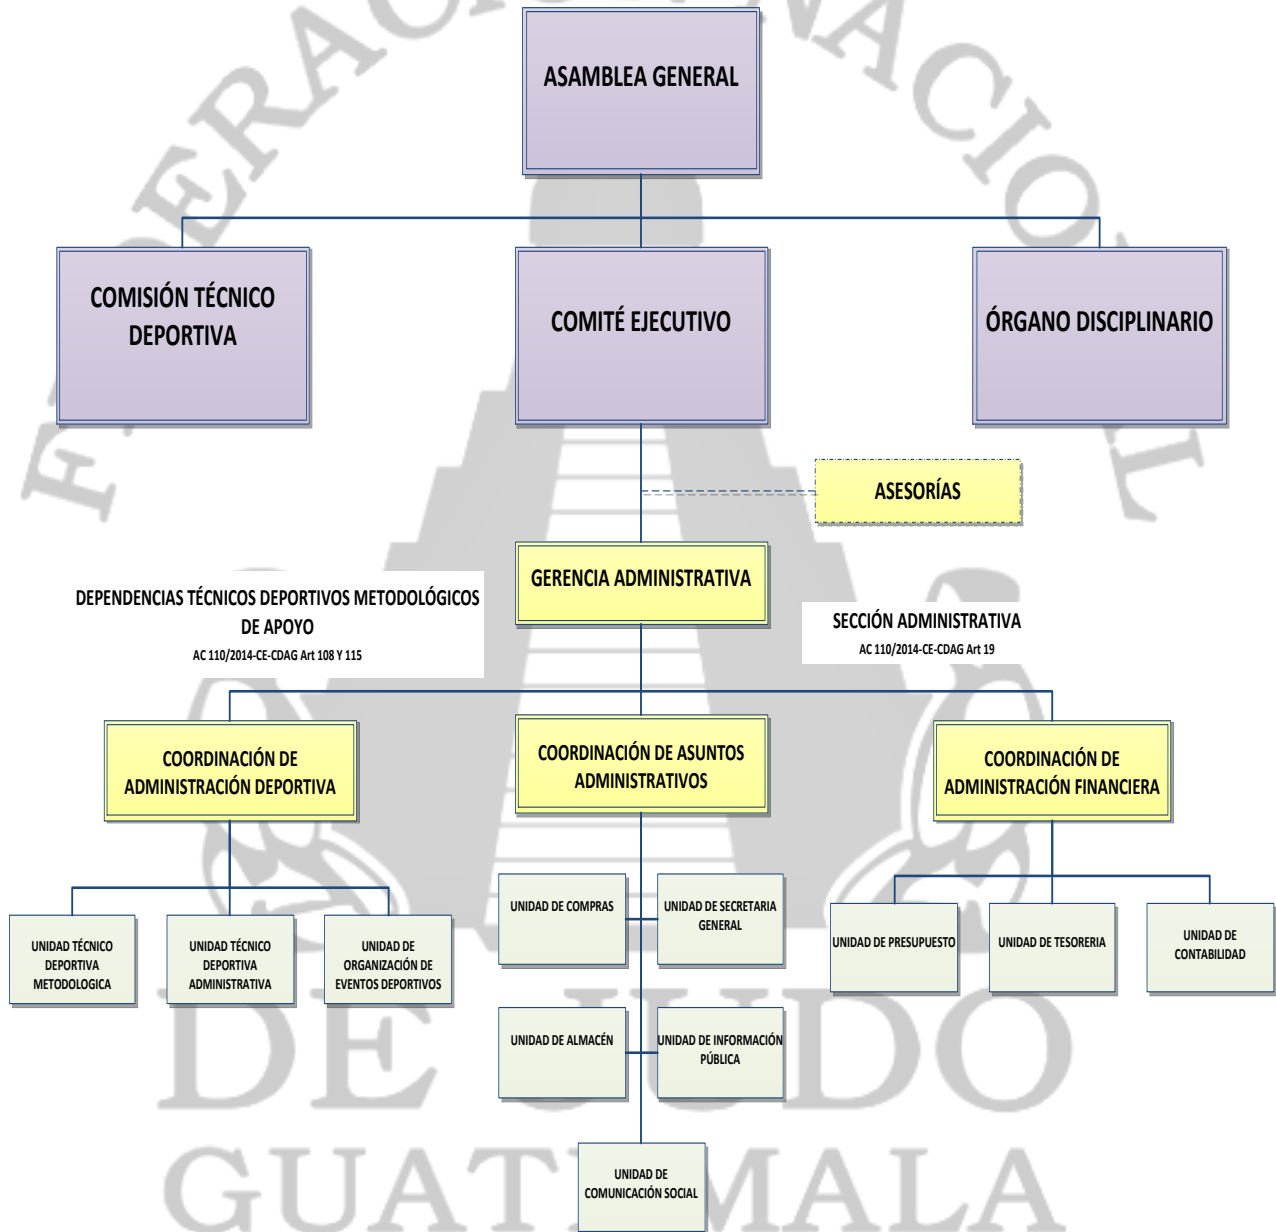 FEDERACIÓN NACIONAL
ASAMBLEA GENERAL
COMISIÓN TÉCNICO
DEPORTIVA
COMITÉ EJECUTIVO
ÓRGANO DISCIPLINARIO
ASESORÍAS
GERENCIA ADMINISTRATIVA
DEPENDENCIAS TÉCNICOS DEPORTIVOS METODOLÓGICOS
DE APOYO
AC 110/2014-CE-CDAG Art 108 Y 115
SECCIÓN ADMINISTRATIVA
AC 110/2014-CE-CDAG Art 19
COORDINACIÓN DE
ADMINISTRACIÓN DEPORTIVA
COORDINACIÓN DE ASUNTOS
ADMINISTRATIVOS
COORDINACIÓN DE
ADMINISTRACIÓN FINANCIERA
UNIDAD TÉCNICO
DEPORTIVA
METODOLOGICA
UNIDAD TÉCNICO
DEPORTIVA
ADMINISTRATIVA
UNIDAD DE
ORGANIZACIÓN DE
EVENTOS DEPORTIVOS
UNIDAD DE COMPRAS
UNIDAD DE SECRETARIA
GENERAL
UNIDAD DE PRESUPUESTO
UNIDAD DE TESORERIA
UNIDAD DE
CONTABILIDAD
UNIDAD DE ALMACÉN
UNIDAD DE INFORMACIÓN
PÚBLICA
UNIDAD DE
COMUNICACIÓN SOCIAL
DE JUDO
GUATEMALA